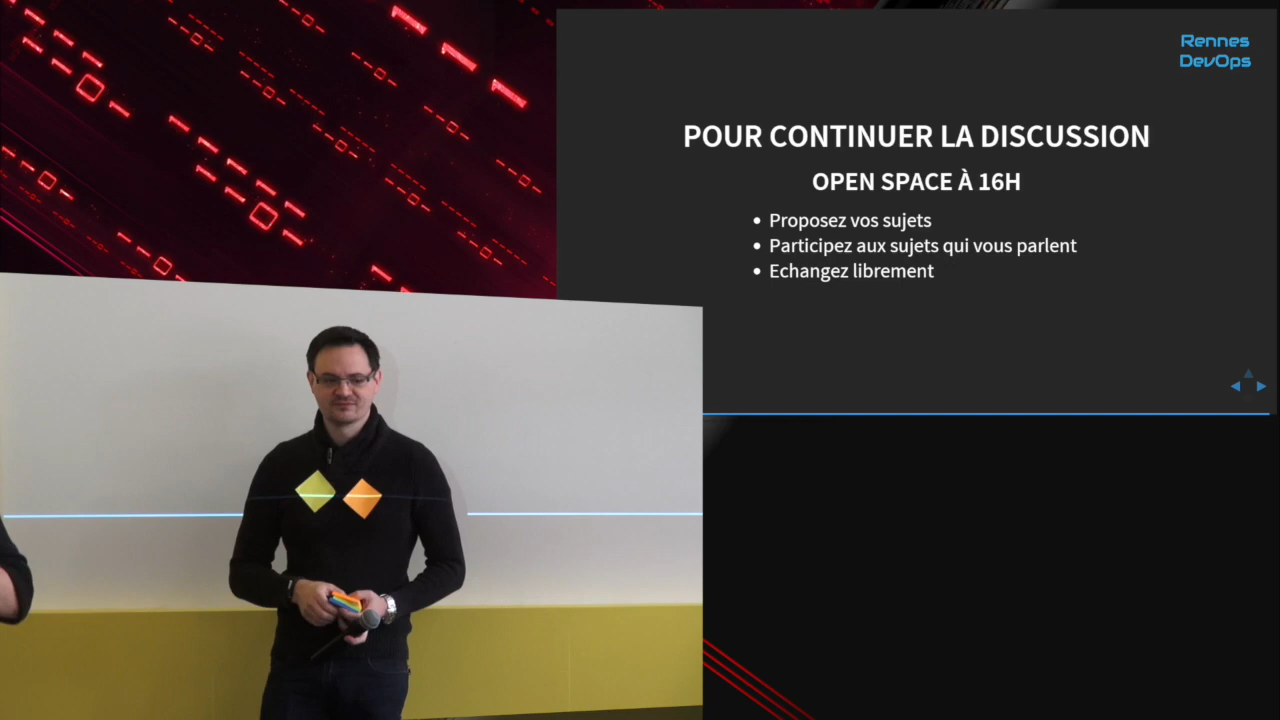 Rennes
DevOps
POUR CONTINUER LA DISCUSSION
OPEN SPACE À 16H
Proposez vos sujets
Participez aux sujets qui vous parlent
Echangez librement